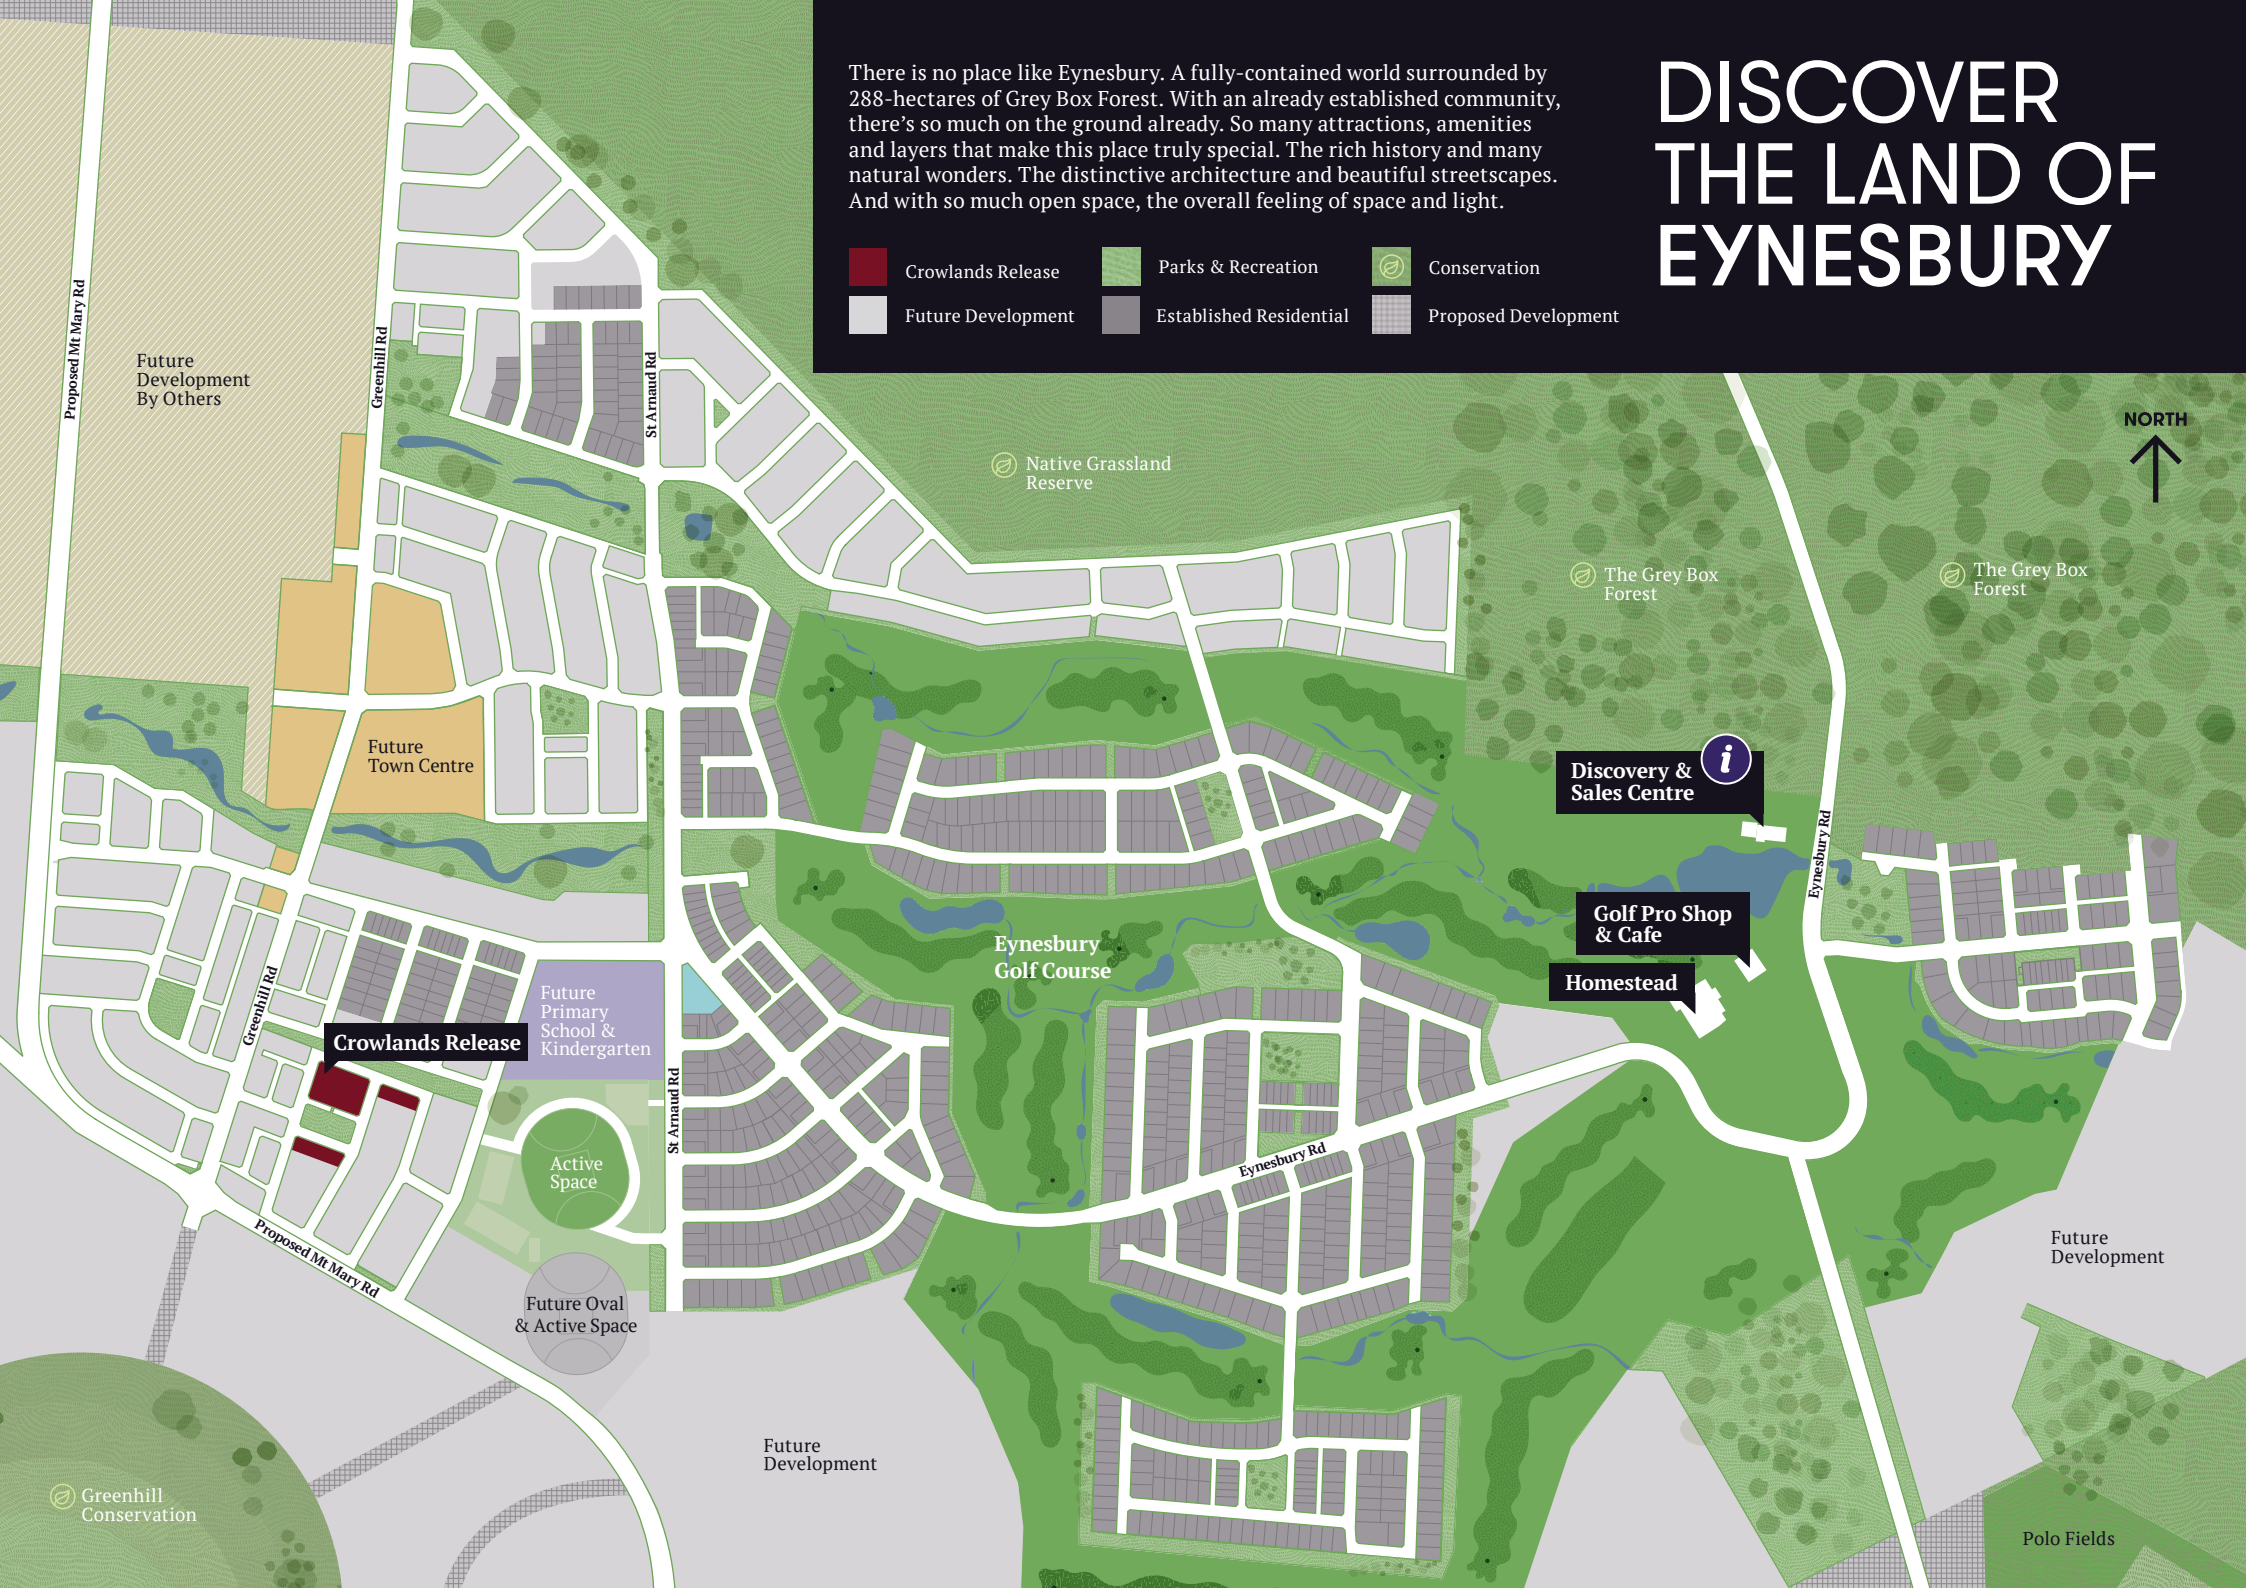 There is no place like Eynesbury. A fully-contained world surrounded by
288-hectares of Grey Box Forest. With an already established community,
there's so much on the ground already. So many attractions, amenities
and layers that make this place truly special. The rich history and many
natural wonders. The distinctive architecture and beautiful streetscapes.
And with so much open space, the overall feeling of space and light.
DISCOVER
THE LAND OF
EYNESBURY
Crowlands Release
Parks & Recreation
Conservation
Future Development
Established Residential
Proposed Development
NORTH
Proposed Mt Mary Rd
Future
Development
By Others
Greenhill Rd
St Arnaud Rd
Native Grassland
Reserve
The Grey Box
Forest
The Grey Box
Forest
Future
Town Centre
Discovery &
Sales Centre
i
Eynesbury Rd
Golf Pro Shop
& Cafe
Homestead
Eynesbury
Golf Course
Greenhill Rd
Future
Primary
School &
Kindergarten
Crowlands Release
St Arnaud Rd
Active
Space
Eynesbury Rd
Proposed Mt Mary Rd
Future Oval
& Active Space
Future
Development
Future
Development
Greenhill
Conservation
Polo Fields